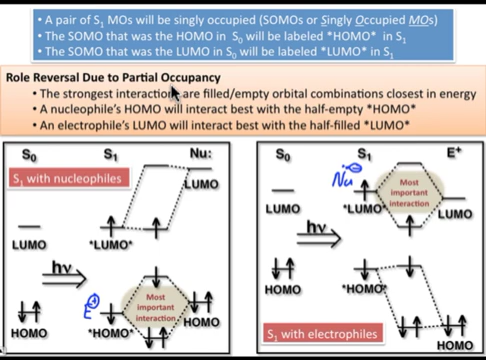 • A pair of S₁ MOs will be singly occupied (SOMOs or Singly Occupied MOs)
• The SOMO that was the HOMO in S₀ will be labeled *HOMO* in S₁
• The SOMO that was the LUMO in S₀ will be labeled *LUMO* in S₁
Role Reversal Due to Partial Occupancy
• The strongest interactions are filled/empty orbital combinations closest in energy
• A nucleophile's HOMO will interact best with the half-empty *HOMO*
• An electrophile's LUMO will interact best with the half-filled *LUMO*
S₀ S₁ Nu:
S₁ with nucleophiles
LUMO
LUMO
*LUMO*
hν
E⊕
Most
important
interaction
HOMO
*HOMO*
HOMO
S₀ S₁ E⁺
Nu:⊖
Most
important
interaction
LUMO
*LUMO*
LUMO
hν
HOMO
*HOMO*
HOMO
S₁ with electrophiles